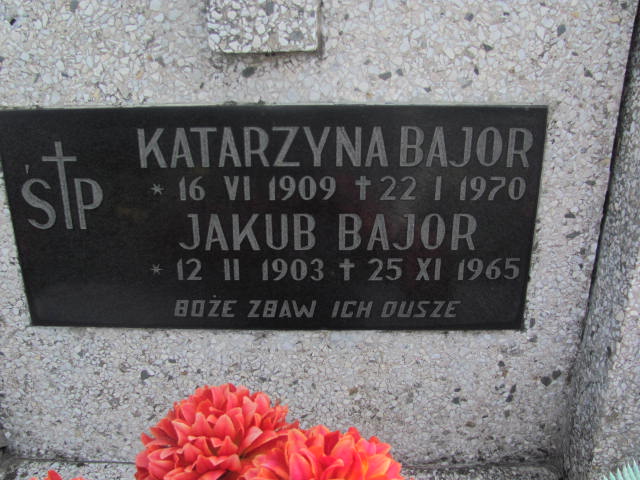 Ś†P
KATARZYNA BAJOR
* 16 VI 1909 † 22 I 1970
JAKUB BAJOR
* 12 II 1903 † 25 XI 1965
BOŻE ZBAW ICH DUSZE